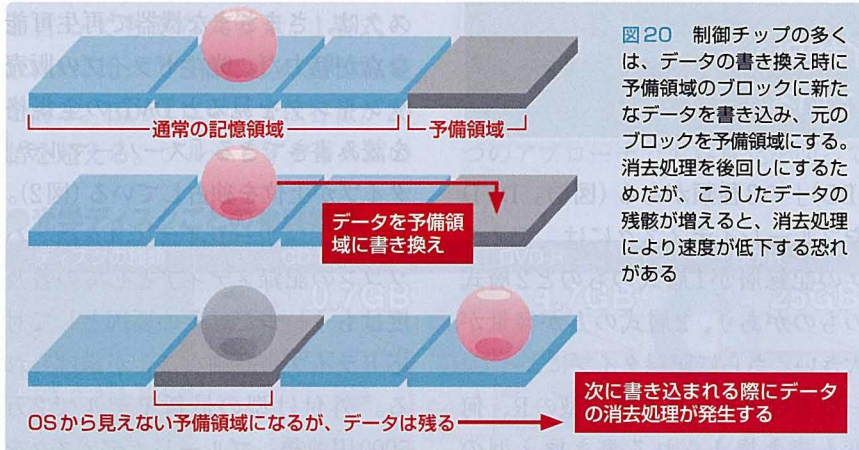 通常の記憶領域
予備領域
データを予備領
域に書き換え
OSから見えない予備領域になるが、データは残る
次に書き込まれる際にデータ
の消去処理が発生する
図20 制御チップの多く
は、データの書き換え時に
予備領域のブロックに新た
なデータを書き込み、元の
ブロックを予備領域にする。
消去処理を後回しにするた
めだが、こうしたデータの
残骸が増えると、消去処理
により速度が低下する恐れ
がある